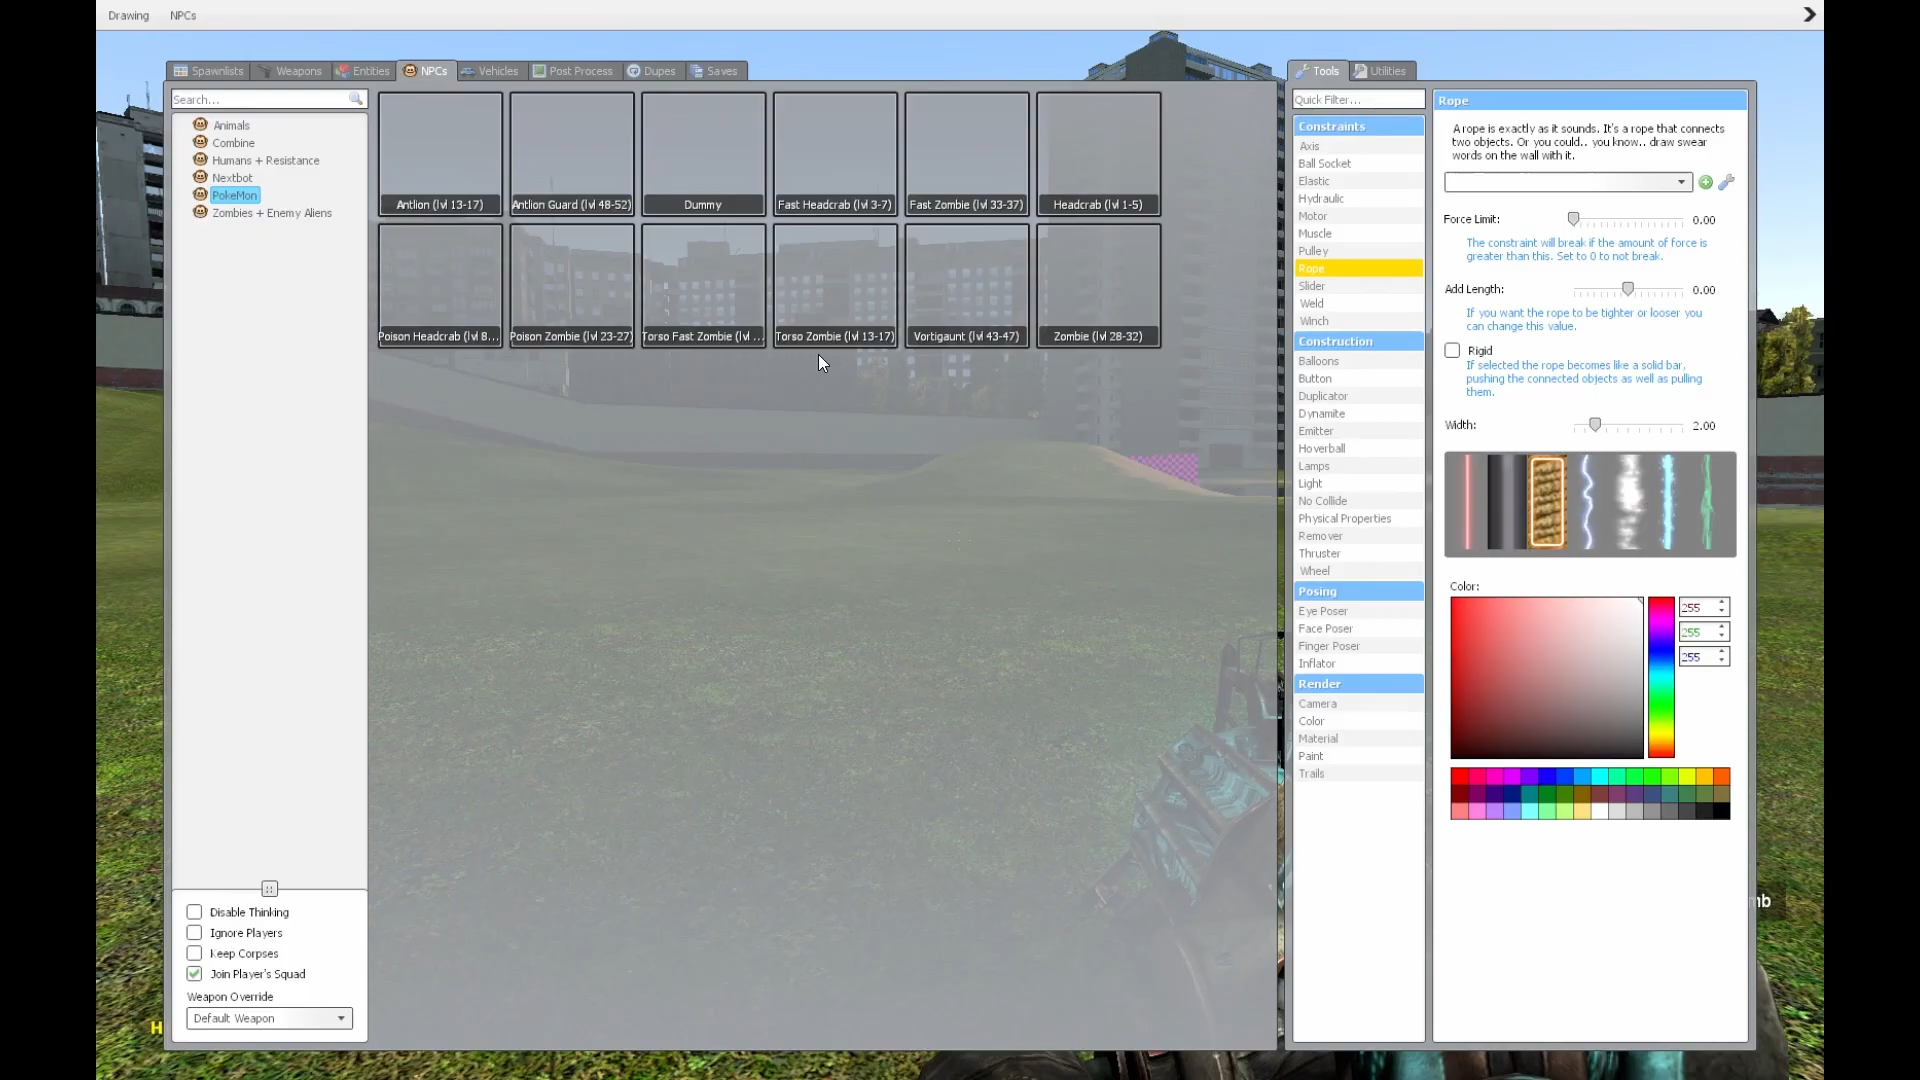 Drawing NPCs
Spawnlists Weapons Entities NPCs Vehicles Post Process Dupes Saves
Tools Utilities
Search...
Animals
Combine
Humans + Resistance
Nextbot
PokeMon
Zombies + Enemy Aliens
Antlion (lvl 13-17) Antlion Guard (lvl 48-52) Dummy Fast Headcrab (lvl 3-7) Fast Zombie (lvl 33-37) Headcrab (lvl 1-5)
Poison Headcrab (lvl 8... Poison Zombie (lvl 23-27) Torso Fast Zombie (lvl ... Torso Zombie (lvl 13-17) Vortigaunt (lvl 43-47) Zombie (lvl 28-32)
Disable Thinking
Ignore Players
Keep Corpses
Join Player's Squad
Weapon Override
Default Weapon
Quick Filter...
Constraints
Axis
Ball Socket
Elastic
Hydraulic
Motor
Muscle
Pulley
Rope
Slider
Weld
Winch
Construction
Balloons
Button
Duplicator
Dynamite
Emitter
Hoverball
Lamps
Light
No Collide
Physical Properties
Remover
Thruster
Wheel
Posing
Eye Poser
Face Poser
Finger Poser
Inflator
Render
Camera
Color
Material
Paint
Trails
Rope
A rope is exactly as it sounds. It's a rope that connects
two objects. Or you could.. you know.. draw swear
words on the wall with it.
Force Limit: 0.00
The constraint will break if the amount of force is
greater than this. Set to 0 to not break.
Add Length: 0.00
If you want the rope to be tighter or looser you
can change this value.
Rigid
If selected the rope becomes like a solid bar,
pushing the connected objects as well as pulling
them.
Width: 2.00
Color:
255
255
255
mb
H